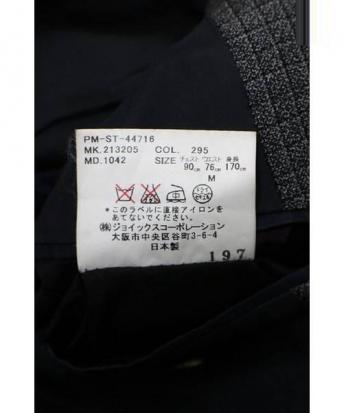 PM-ST-44716
MK.213205 COL. 295
MD.1042 SIZE チェスト ウエスト 身長
90cm 76cm 170cm
M
*このラベルに直接アイロンを
あてないでください。
㈱ジョイックスコーポレーション
大阪市中央区谷町3-6-4
日本製
197